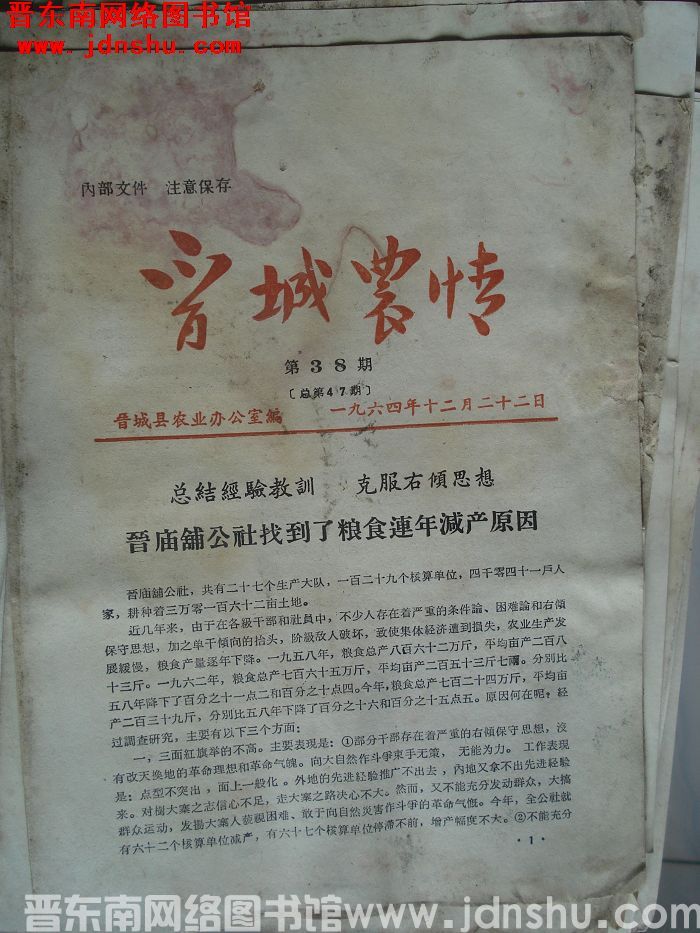 晋东南网络图书馆
www.jdnshu.com
內部文件 注意保存
晋城農情
第38期
〔总第47期〕
晋城县农业办公室編 一九六四年十二月二十二日
总結經驗教訓 克服右傾思想
晉庙舖公社找到了粮食連年減产原因
晉庙舖公社，共有二十七个生产大队，一百二十九个核算单位，四千零四十一戶人
家，耕种着三万零一百六十二亩土地。
近几年来，由于在各級干部和社员中，不少人存在着严重的条件論、困难論和右傾
保守思想，加之单干傾向的抬头，阶級敌人破坏，致使集体經济遭到损失，农业生产发
展緩慢，粮食产量逐年下降。一九五八年，粮食总产八百六十二万斤，平均亩产二百八
十三斤。一九六二年，粮食总产七百六十五万斤，平均亩产二百五十三斤七兩。分別比
五八年降下了百分之十一点二和百分之十点四。今年，粮食总产七百二十四万斤，平均亩
产二百三十九斤，分別比五八年下降了百分之十六和百分之十五点五。原因何在呢？經
过調查研究，主要有以下三个方面：
一，三面紅旗举的不高。主要表現是：①部分干部存在着严重的右傾保守思想，沒
有改天換地的革命理想和革命气魄。向大自然作斗爭束手无策，无能为力。工作表現
是：点型不突出，面上一般化。外地的先进经驗推广不出去，內地又拿不出先进經驗
来。对樹大寨之志信心不足，走大寨之路决心不大。然而，又不能充分发动群众，大搞
群众运动，发揚大寨人藐視困难、敢于向自然災害作斗爭的革命气慨。今年，全公社就
有六十二个核算单位减产，有六十七个核算单位停滞不前，增产幅度不大。②不能充分
·1·
晋东南网络图书馆 www.jdnshu.com